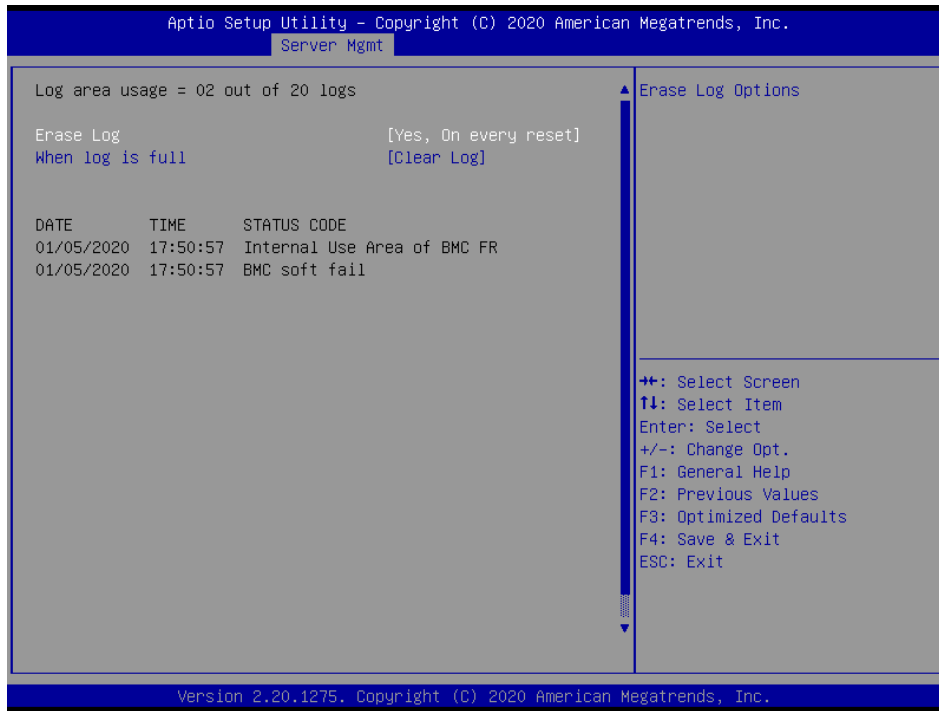 Aptio Setup Utility – Copyright (C) 2020 American Megatrends, Inc.
Server Mgmt
Log area usage = 02 out of 20 logs
Erase Log [Yes, On every reset]
When log is full [Clear Log]
DATE TIME STATUS CODE
01/05/2020 17:50:57 Internal Use Area of BMC FR
01/05/2020 17:50:57 BMC soft fail
Erase Log Options
→←: Select Screen
↑↓: Select Item
Enter: Select
+/-: Change Opt.
F1: General Help
F2: Previous Values
F3: Optimized Defaults
F4: Save & Exit
ESC: Exit
Version 2.20.1275. Copyright (C) 2020 American Megatrends, Inc.